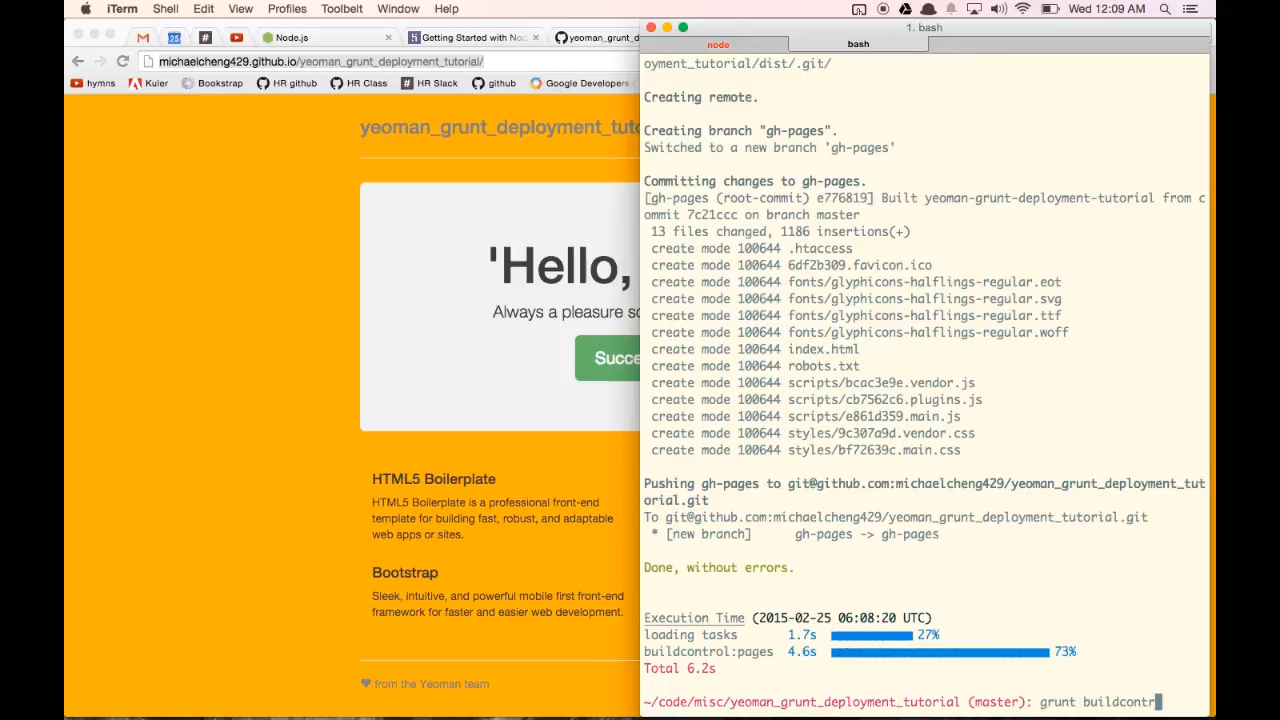 iTerm Shell Edit View Profiles Toolbelt Window Help Wed 12:09 AM
25 # Node.js × Getting Started with Nod × yeoman_grunt_d
michaelcheng429.github.io/yeoman_grunt_deployment_tutorial/
hymns Kuler Bootstrap HR github HR Class # HR Slack github Google Developers
yeoman_grunt_deployment_tuto
'Hello,
Always a pleasure sc
Succe
HTML5 Boilerplate
HTML5 Boilerplate is a professional front-end
template for building fast, robust, and adaptable
web apps or sites.
Bootstrap
Sleek, intuitive, and powerful mobile first front-end
framework for faster and easier web development.
♥ from the Yeoman team
1. bash
node bash
oyment_tutorial/dist/.git/
Creating remote.
Creating branch "gh-pages".
Switched to a new branch 'gh-pages'
Committing changes to gh-pages.
[gh-pages (root-commit) e776819] Built yeoman-grunt-deployment-tutorial from c
ommit 7c21ccc on branch master
13 files changed, 1186 insertions(+)
create mode 100644 .htaccess
create mode 100644 6df2b309.favicon.ico
create mode 100644 fonts/glyphicons-halflings-regular.eot
create mode 100644 fonts/glyphicons-halflings-regular.svg
create mode 100644 fonts/glyphicons-halflings-regular.ttf
create mode 100644 fonts/glyphicons-halflings-regular.woff
create mode 100644 index.html
create mode 100644 robots.txt
create mode 100644 scripts/bcac3e9e.vendor.js
create mode 100644 scripts/cb7562c6.plugins.js
create mode 100644 scripts/e861d359.main.js
create mode 100644 styles/9c307a9d.vendor.css
create mode 100644 styles/bf72639c.main.css
Pushing gh-pages to git@github.com:michaelcheng429/yeoman_grunt_deployment_tut
orial.git
To git@github.com:michaelcheng429/yeoman_grunt_deployment_tutorial.git
* [new branch] gh-pages -> gh-pages
Done, without errors.
Execution Time (2015-02-25 06:08:20 UTC)
loading tasks 1.7s 27%
buildcontrol:pages 4.6s 73%
Total 6.2s
~/code/misc/yeoman_grunt_deployment_tutorial (master): grunt buildcontr